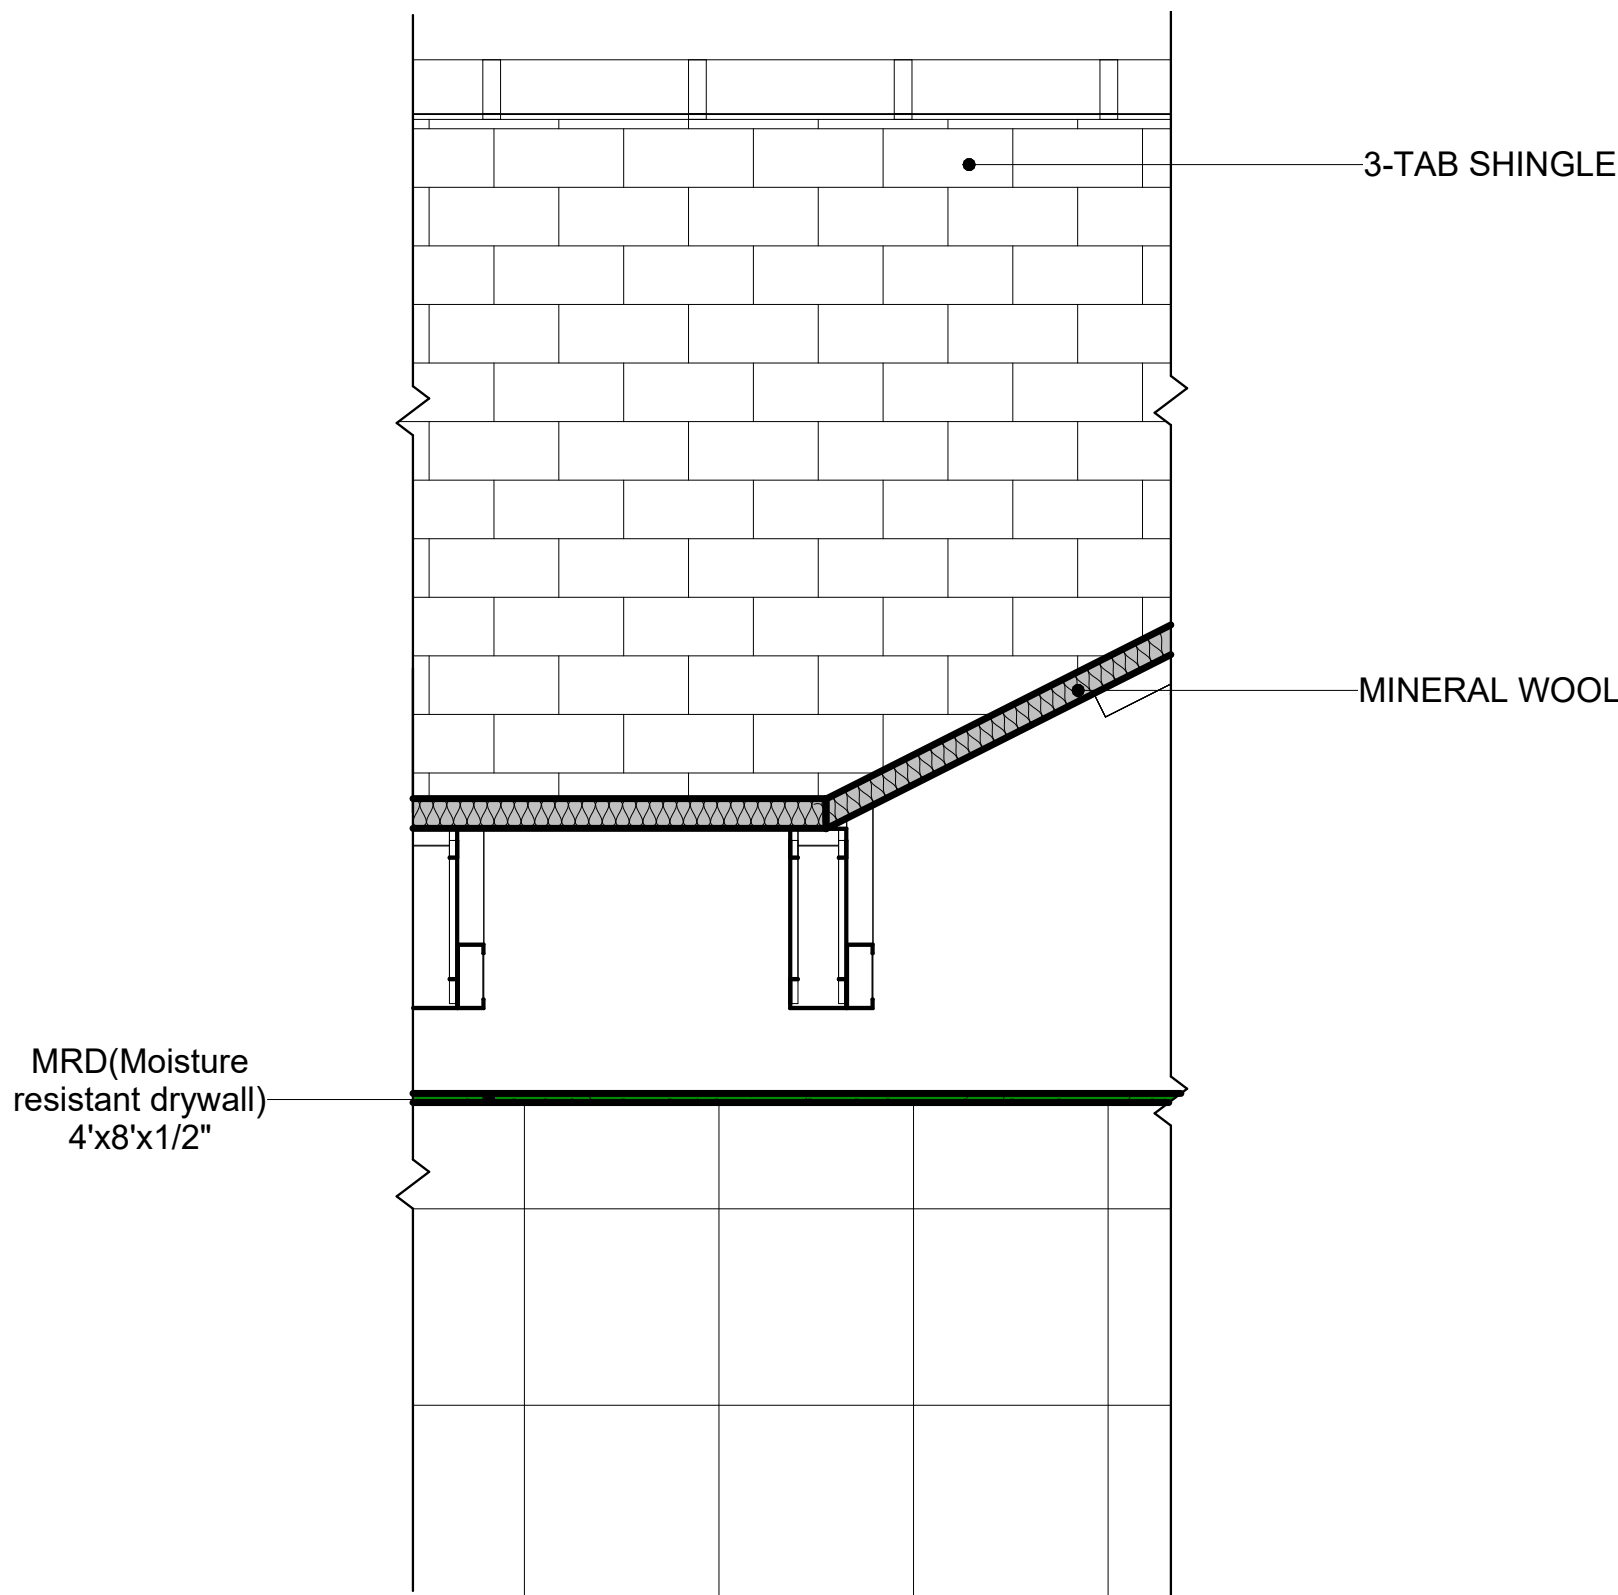 3-TAB SHINGLE
MINERAL WOOL
MRD(Moisture
resistant drywall)
4'x8'x1/2"